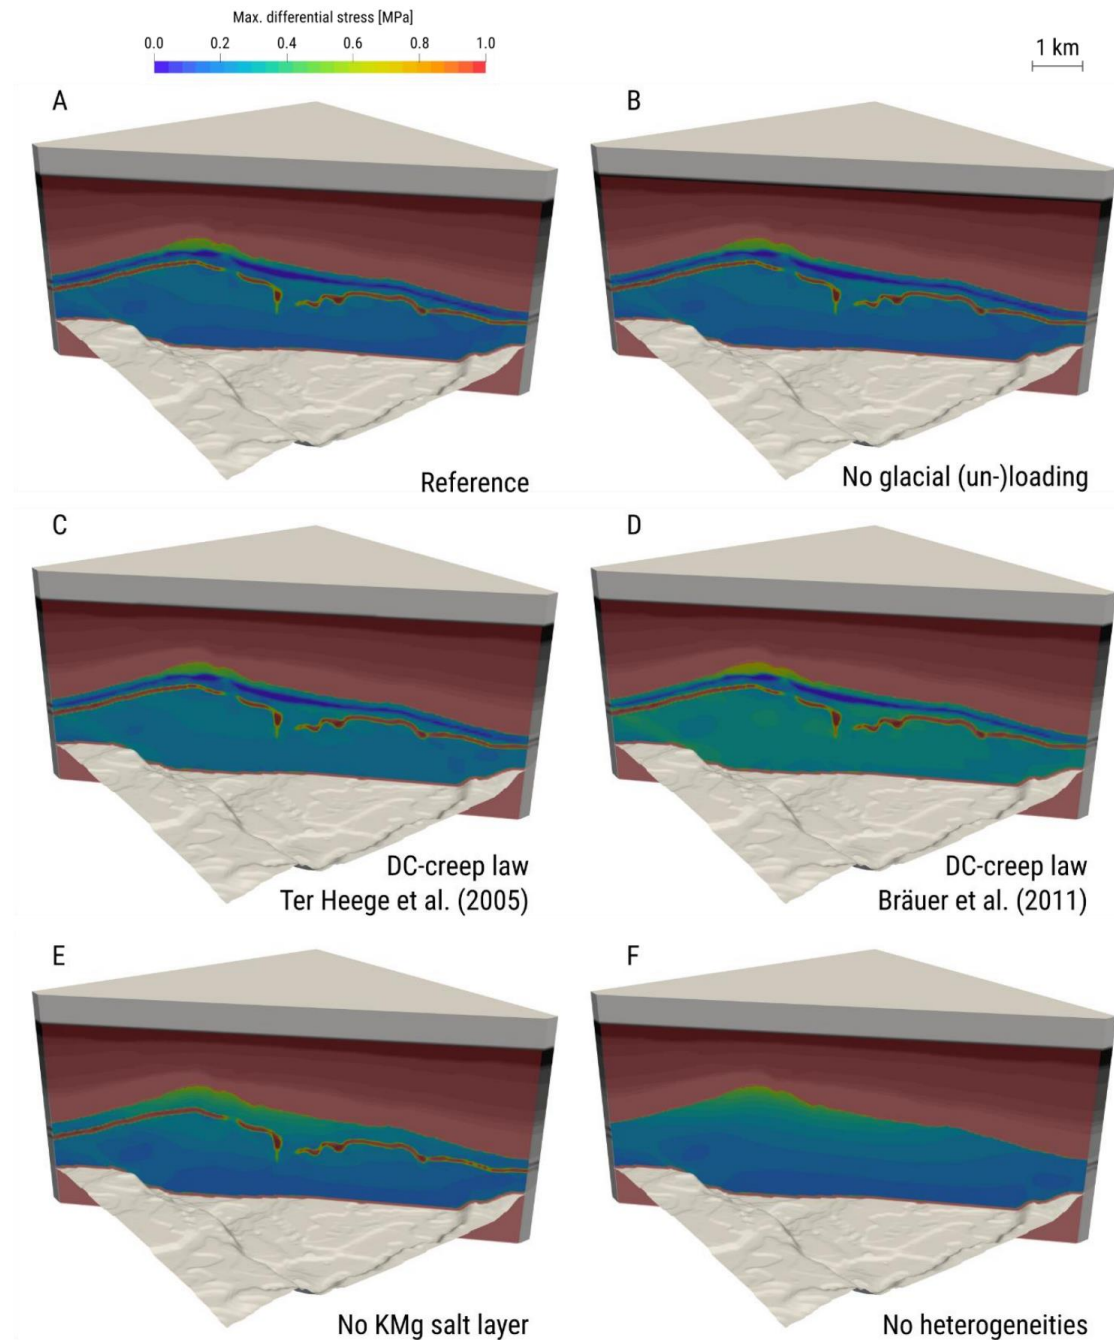 Max. differential stress [MPa]
0.0 0.2 0.4 0.6 0.8 1.0
1 km
A
B
Reference
No glacial (un-)loading
C
D
DC-creep law
Ter Heege et al. (2005)
DC-creep law
Bräuer et al. (2011)
E
F
No KMg salt layer
No heterogeneities